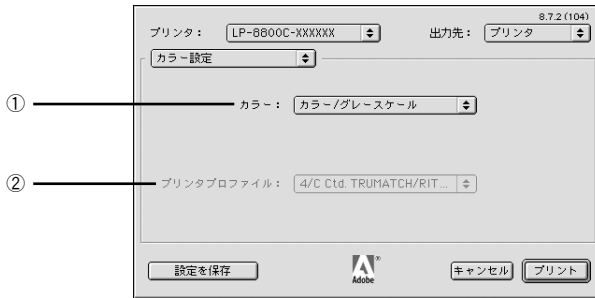 8.7.2 (104)
プリンタ： LP-8800C-XXXXXX 出力先： プリンタ
カラー設定
① カラー： カラー/グレースケール
② プリンタプロファイル： 4/C Ctd. TRUMATCH/RIT...
設定を保存 Adobe ® キャンセル プリント